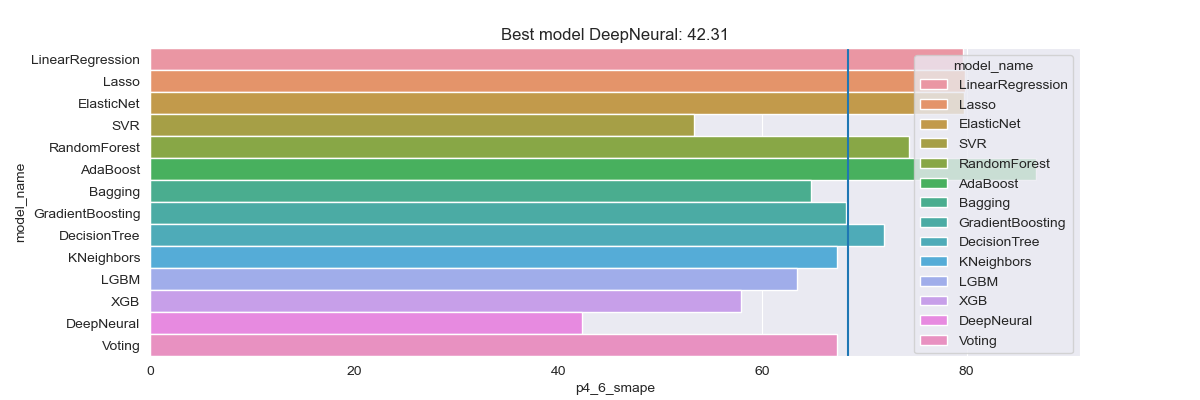 Best model DeepNeural: 42.31
model_name
LinearRegression
Lasso
ElasticNet
SVR
RandomForest
AdaBoost
Bagging
GradientBoosting
DecisionTree
KNeighbors
LGBM
XGB
DeepNeural
Voting
0 20 40 60 80
p4_6_smape
model_name
LinearRegression
Lasso
ElasticNet
SVR
RandomForest
AdaBoost
Bagging
GradientBoosting
DecisionTree
KNeighbors
LGBM
XGB
DeepNeural
Voting